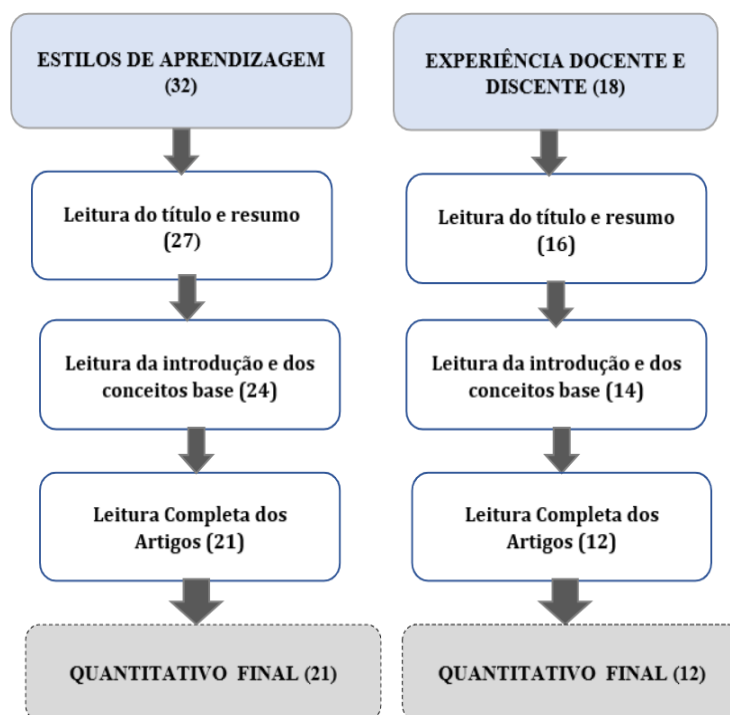 ESTILOS DE APRENDIZAGEM
(32)
Leitura do título e resumo
(27)
Leitura da introdução e dos
conceitos base (24)
Leitura Completa dos
Artigos (21)
QUANTITATIVO FINAL (21)
EXPERIÊNCIA DOCENTE E
DISCENTE (18)
Leitura do título e resumo
(16)
Leitura da introdução e dos
conceitos base (14)
Leitura Completa dos
Artigos (12)
QUANTITATIVO FINAL (12)